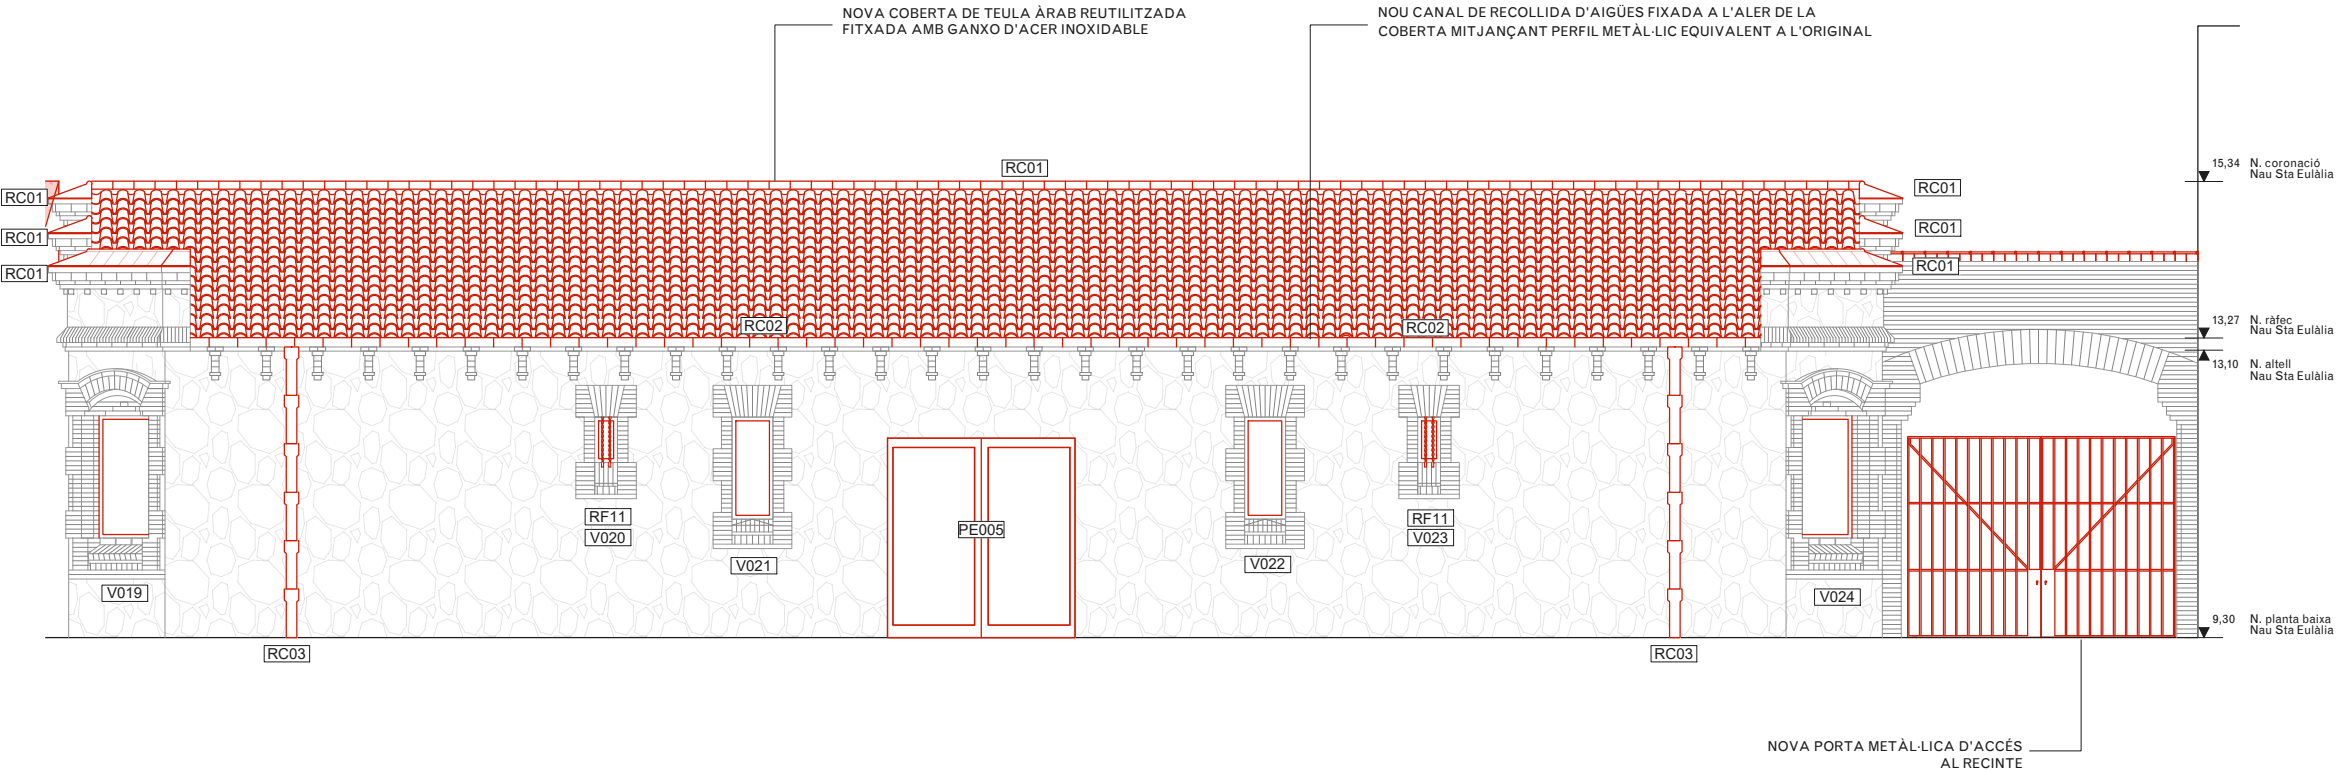 NOVA COBERTA DE TEULA ÀRAB REUTILITZADA
FITXADA AMB GANXO D'ACER INOXIDABLE
NOU CANAL DE RECOLLIDA D'AIGÜES FIXADA A L'ALER DE LA
COBERTA MITJANÇANT PERFIL METÀL·LIC EQUIVALENT A L'ORIGINAL
RC01
15,34 N. coronació
Nau Sta Eulàlia
RC01
RC01
RC01
RC01
RC01
RC01
RC02
RC02
13,27 N. ràfec
Nau Sta Eulàlia
13,10 N. altell
Nau Sta Eulàlia
RF11
V020
V021
PE005
V022
RF11
V023
V019
V024
9,30 N. planta baixa
Nau Sta Eulàlia
RC03
RC03
NOVA PORTA METÀL·LICA D'ACCÉS
AL RECINTE